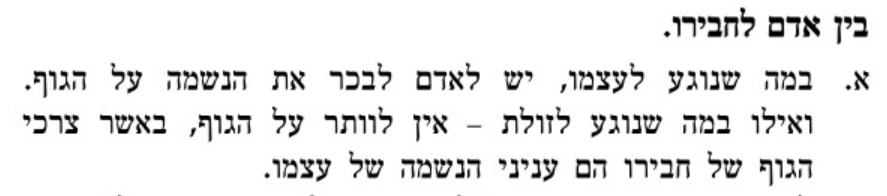 בין אדם לחבירו.
א. במה שנוגע לעצמו, יש לאדם לבכר את הנשמה על הגוף.
ואילו במה שנוגע לזולת – אין לוותר על הגוף, באשר צרכי
הגוף של חבירו הם עניני הנשמה של עצמו.